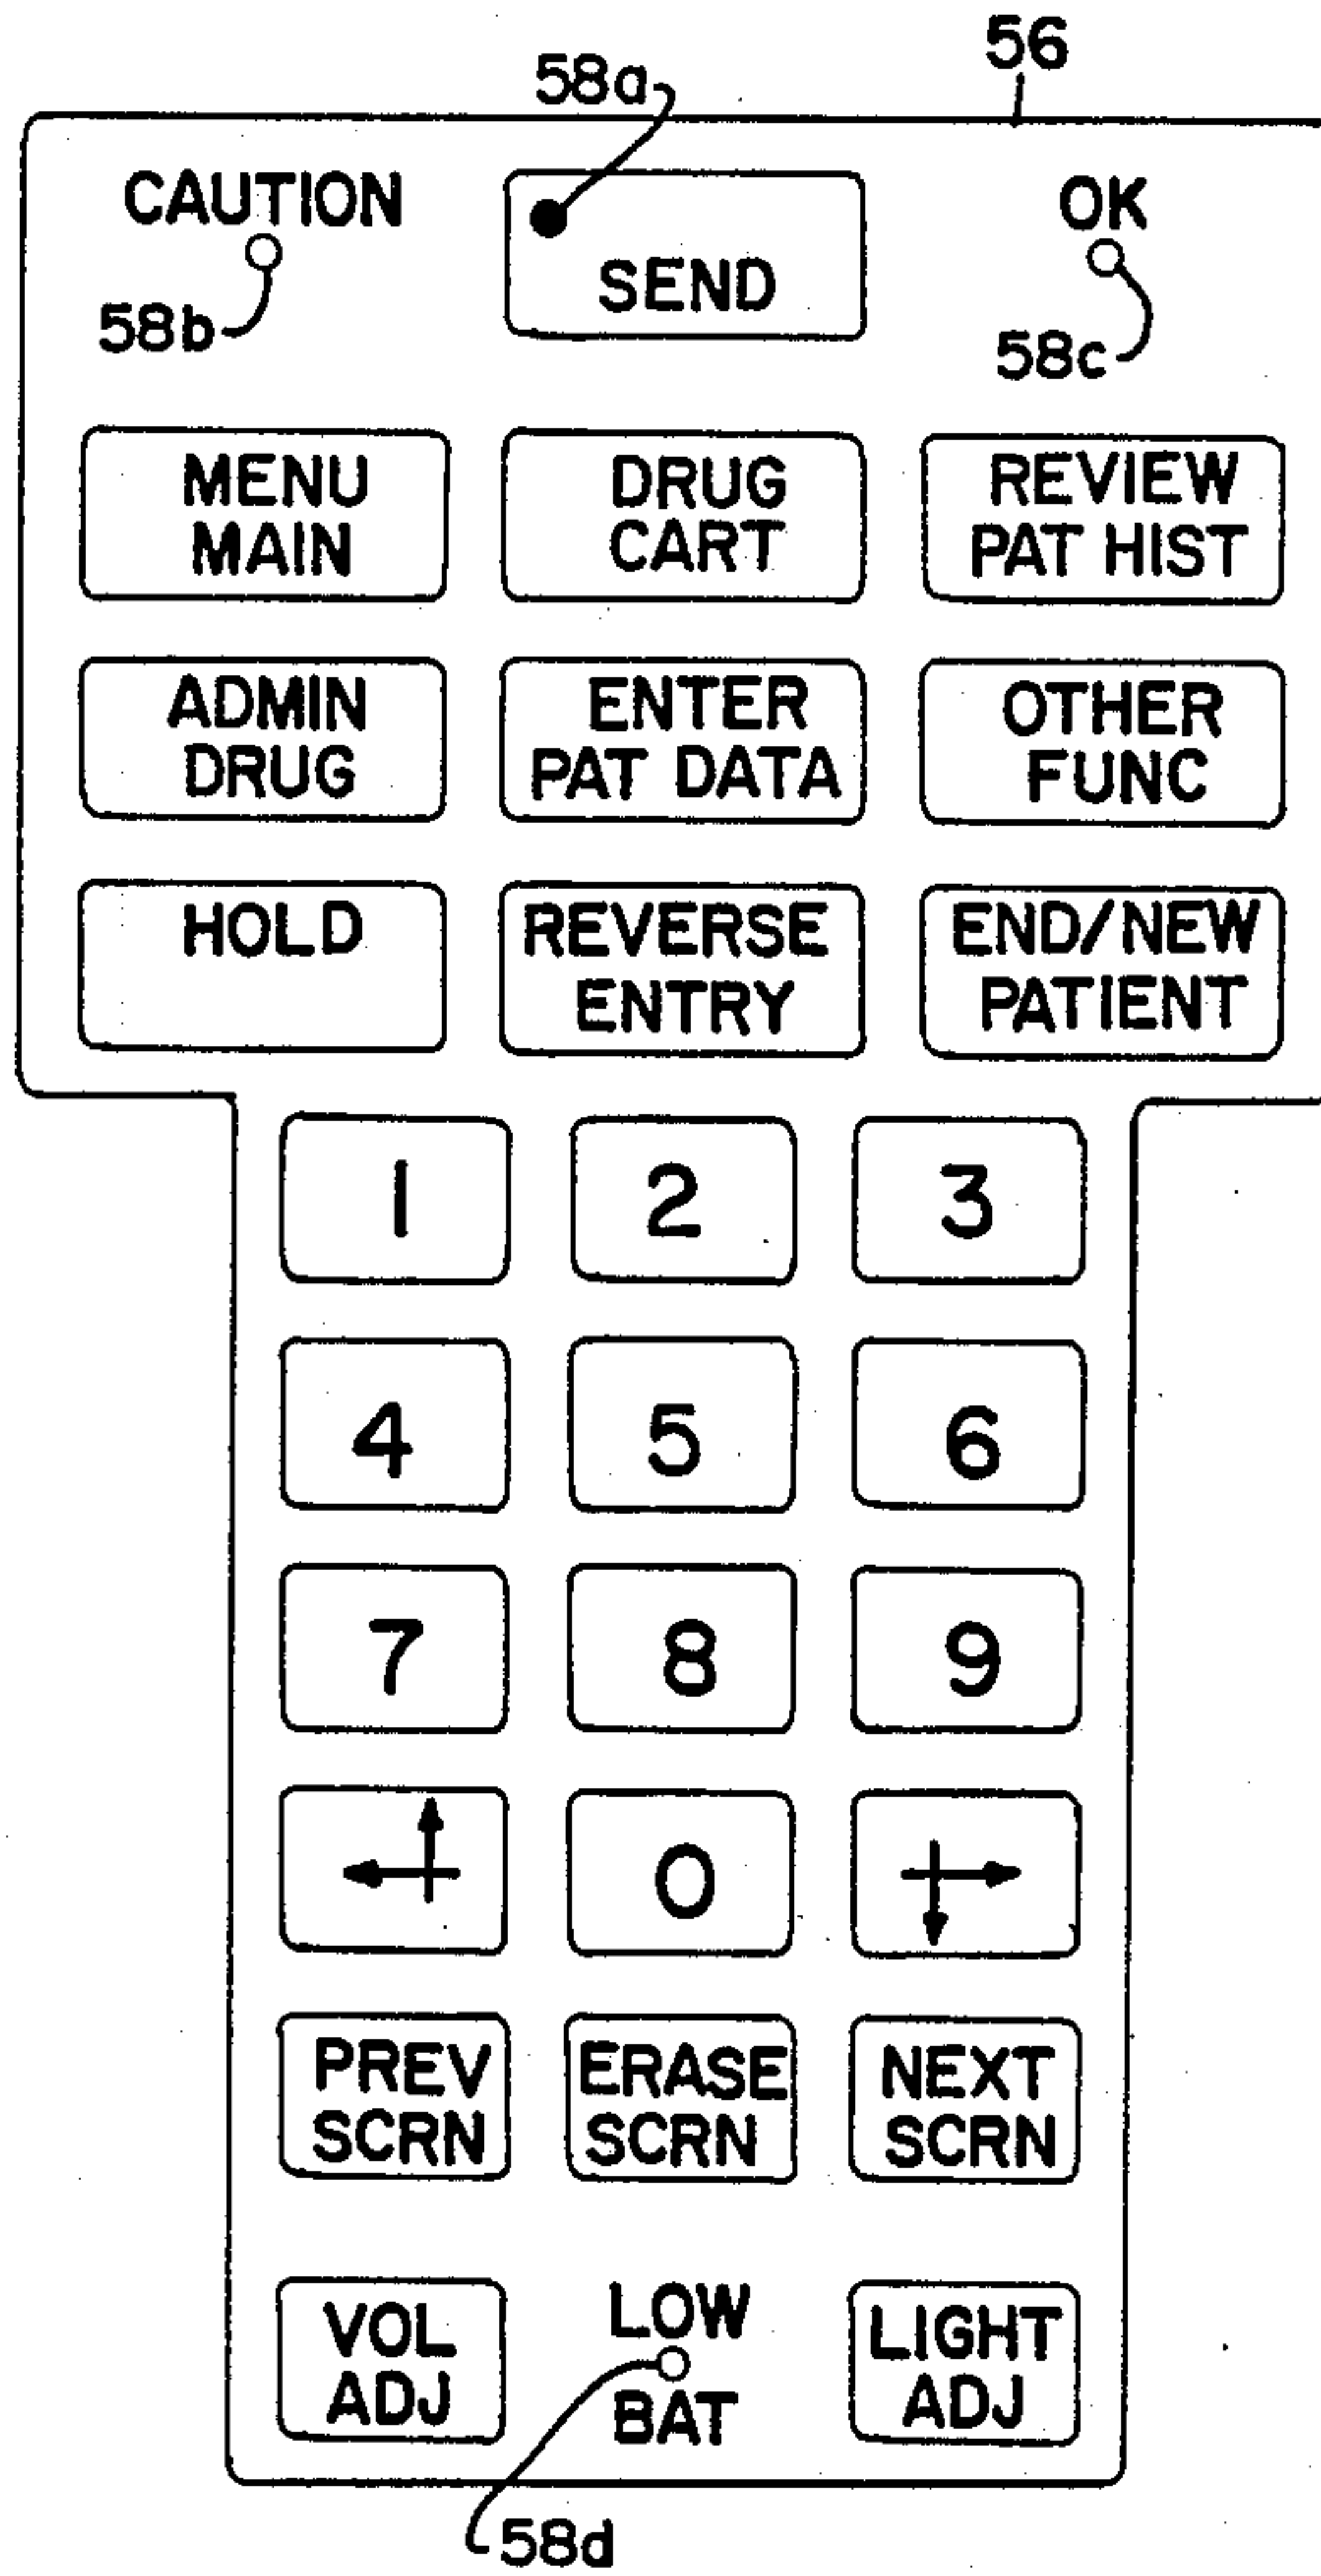 56
58a
CAUTION
SEND
OK
58b
58c
MENU
MAIN
DRUG
CART
REVIEW
PAT HIST
ADMIN
DRUG
ENTER
PAT DATA
OTHER
FUNC
HOLD
REVERSE
ENTRY
END/NEW
PATIENT
1
2
3
4
5
6
7
8
9
0
PREV
SCRN
ERASE
SCRN
NEXT
SCRN
VOL
ADJ
LOW
BAT
LIGHT
ADJ
58d